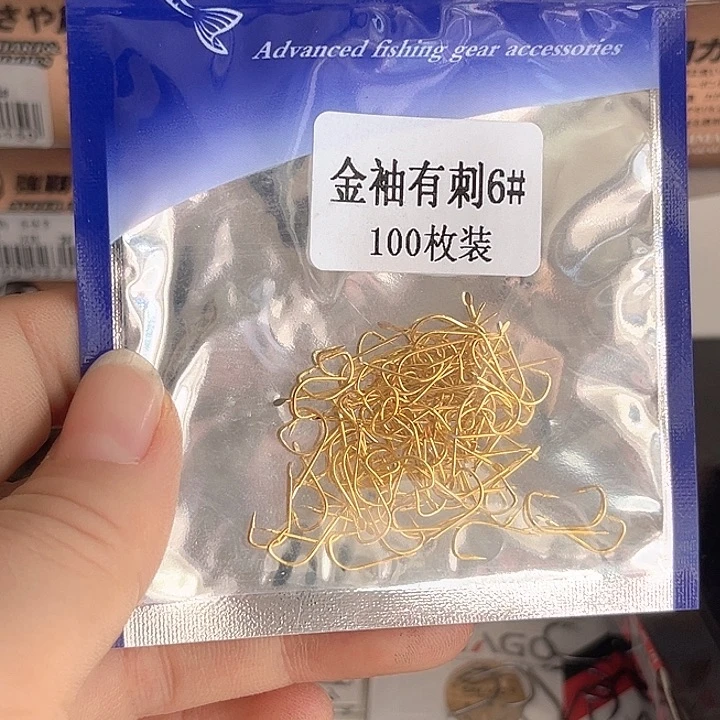 Advanced fishing gear accessories
金袖有刺6#
100枚装